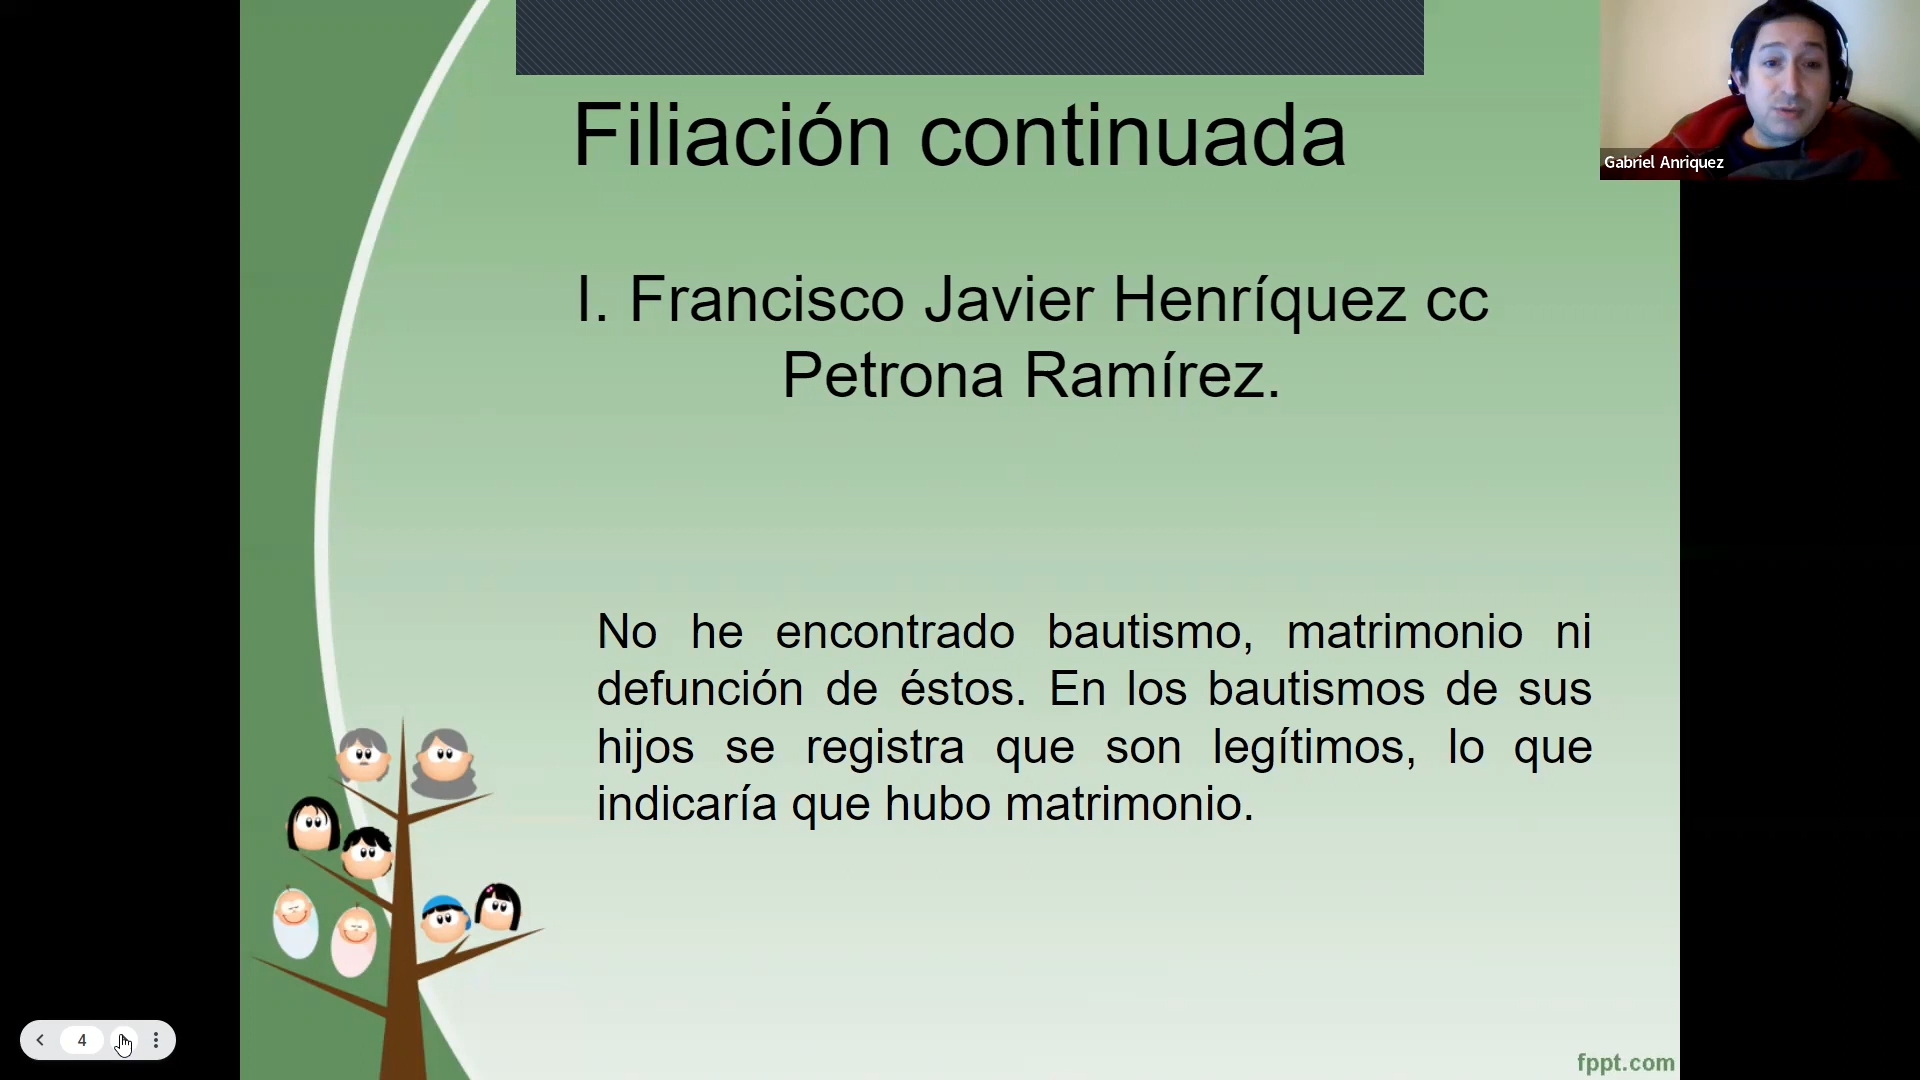 Filiación continuada
Gabriel Anriquez
I. Francisco Javier Henríquez cc
Petrona Ramírez.
No he encontrado bautismo, matrimonio ni
defunción de éstos. En los bautismos de sus
hijos se registra que son legítimos, lo que
indicaría que hubo matrimonio.
4
fppt.com